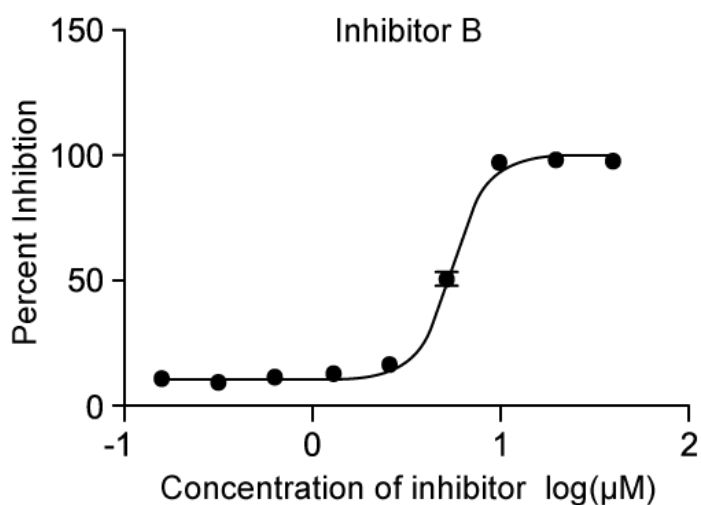 Inhibitor B
150
100
50
0
Percent Inhibtion
-1 0 1 2
Concentration of inhibitor log(μM)